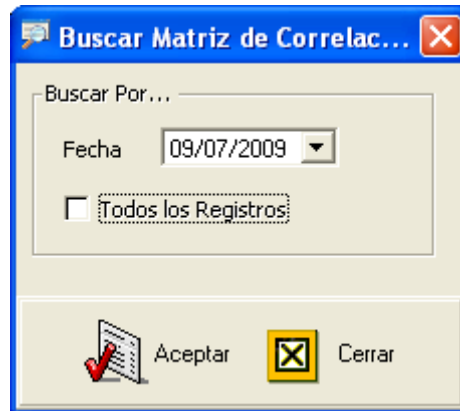 Buscar Matriz de Correlac...
Buscar Por...
Fecha 09/07/2009
Todos los Registros
Aceptar Cerrar